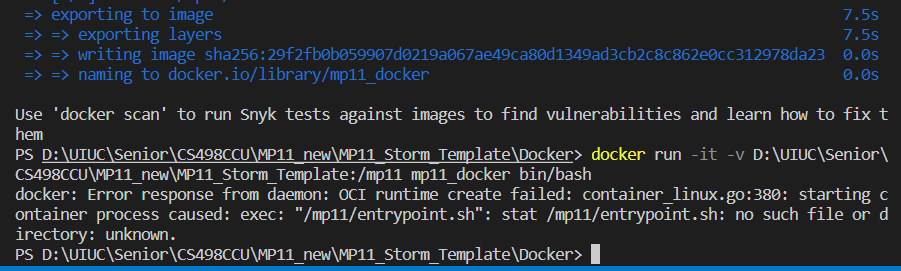 => exporting to image 7.5s
=> => exporting layers 7.5s
=> => writing image sha256:29f2fb0b059907d0219a067ae49ca80d1349ad3cb2c8c862e0cc312978da23 0.0s
=> => naming to docker.io/library/mp11_docker 0.0s
Use 'docker scan' to run Snyk tests against images to find vulnerabilities and learn how to fix t
hem
PS D:\UIUC\Senior\CS498CCU\MP11_new\MP11_Storm_Template\Docker> docker run -it -v D:\UIUC\Senior\
CS498CCU\MP11_new\MP11_Storm_Template:/mp11 mp11_docker bin/bash
docker: Error response from daemon: OCI runtime create failed: container_linux.go:380: starting c
ontainer process caused: exec: "/mp11/entrypoint.sh": stat /mp11/entrypoint.sh: no such file or d
irectory: unknown.
PS D:\UIUC\Senior\CS498CCU\MP11_new\MP11_Storm_Template\Docker>